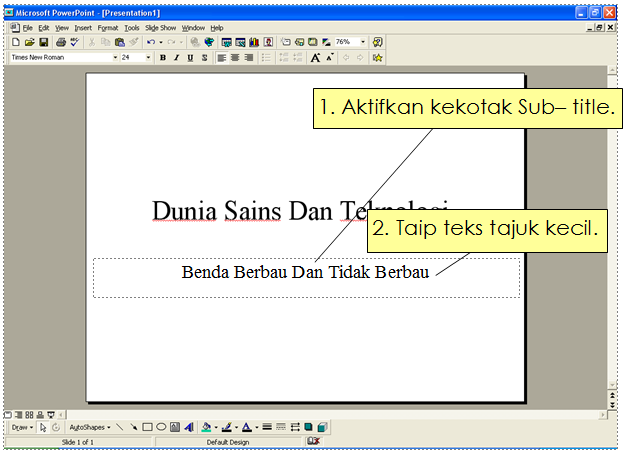 Microsoft PowerPoint - [Presentation1]
File Edit View Insert Format Tools Slide Show Window Help
76%
Times New Roman 24 B I U S
1. Aktifkan kekotak Sub– title.
Dunia Sains Dan Teknologi
2. Taip teks tajuk kecil.
Benda Berbau Dan Tidak Berbau
Draw AutoShapes
Slide 1 of 1 Default Design